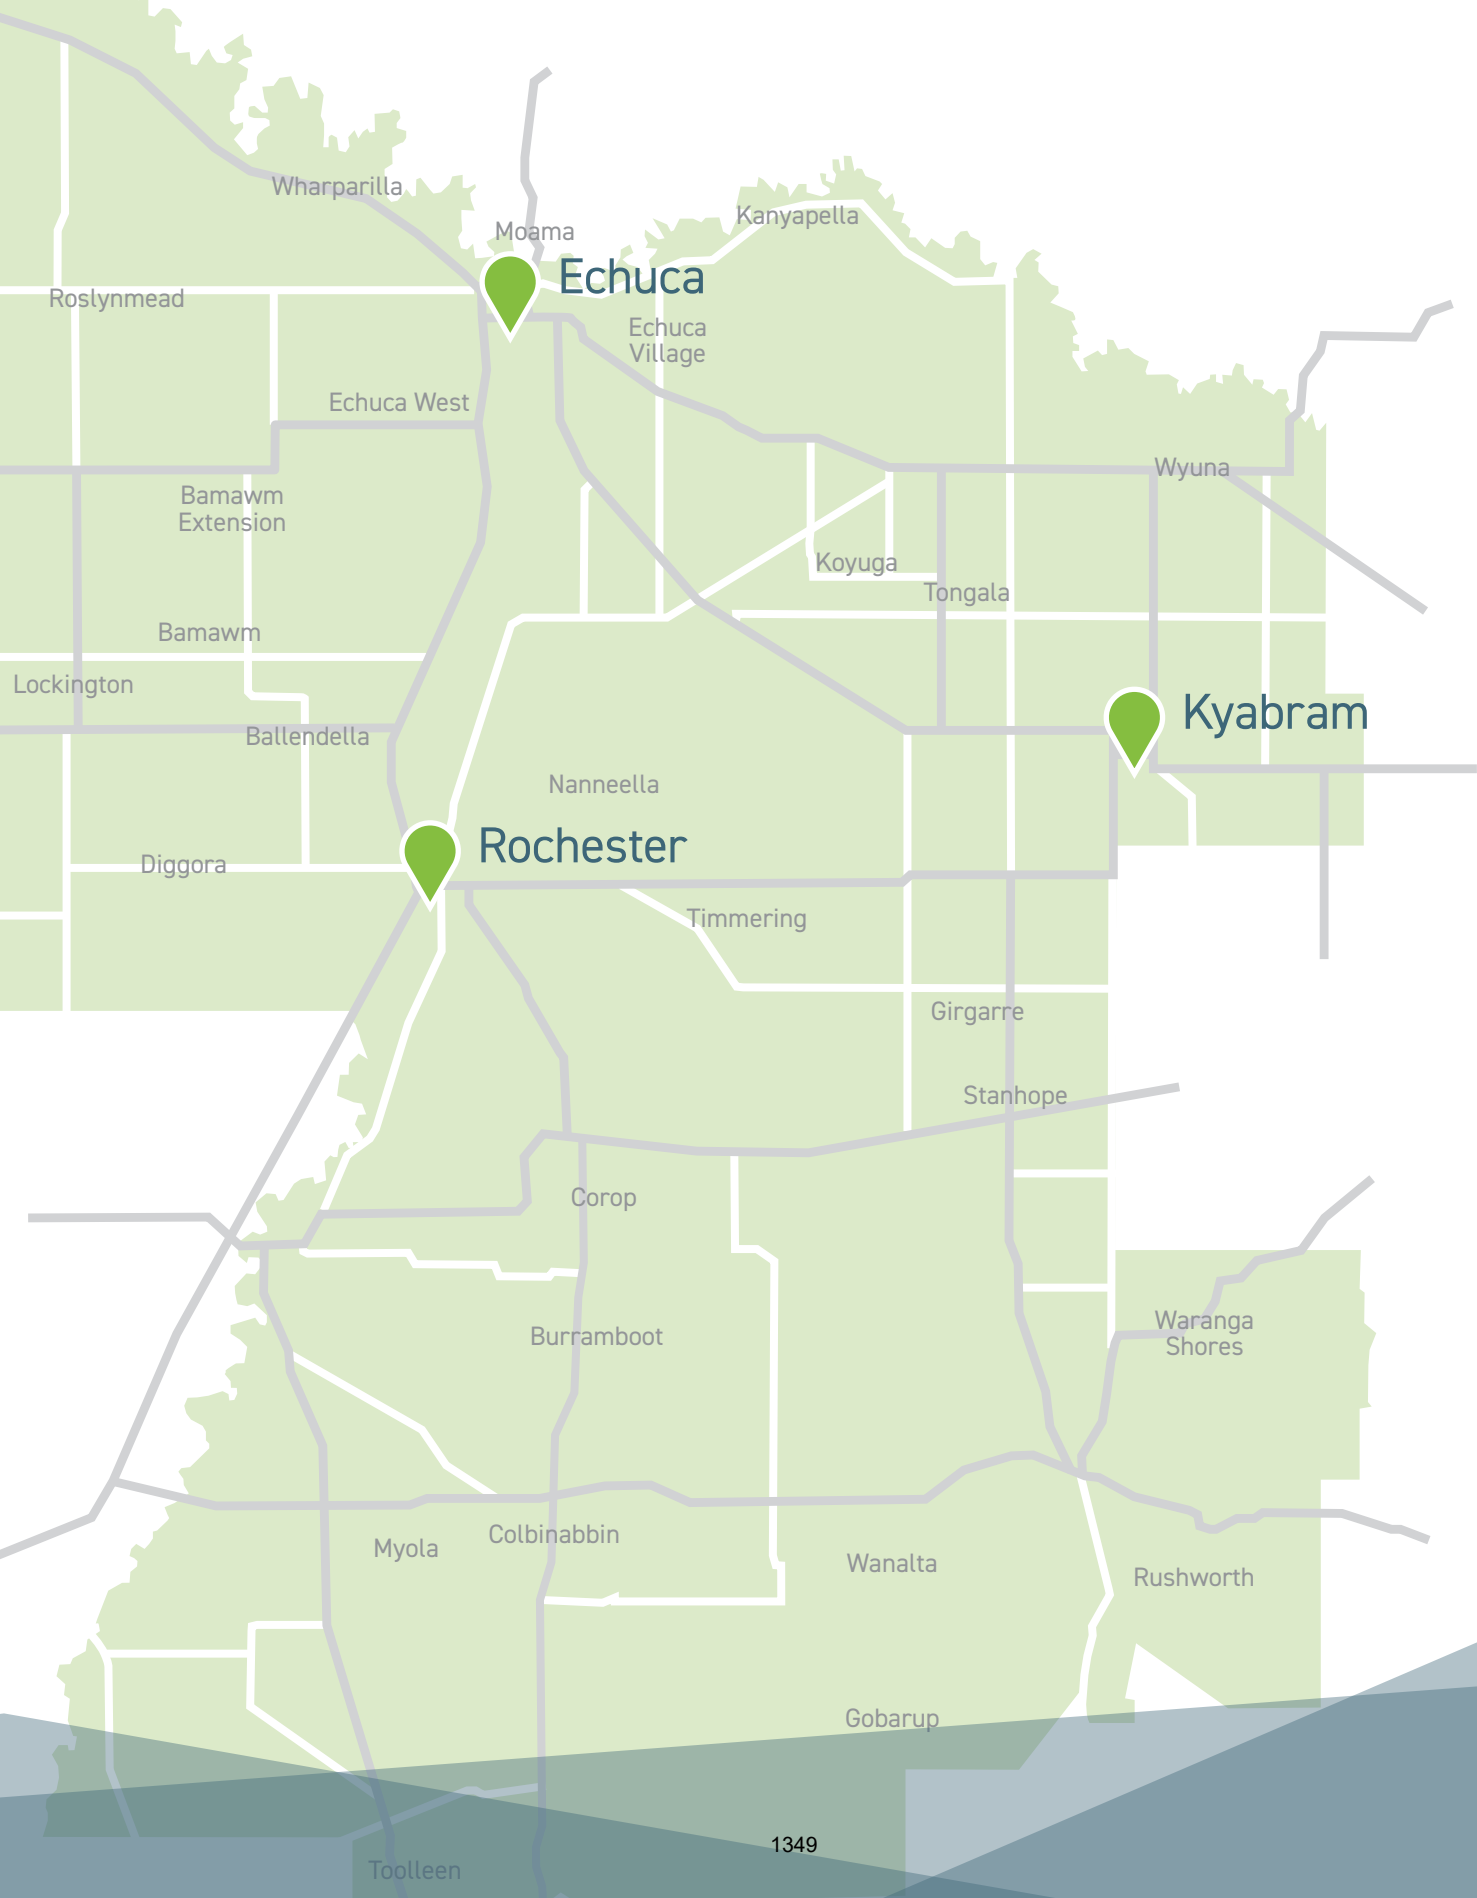 Wharparilla
Kanyapella
Moama
Echuca
Roslynmead
Echuca
Village
Echuca West
Wyuna
Bamawm
Extension
Koyuga
Tongala
Bamawm
Lockington
Kyabram
Ballendella
Nanneella
Rochester
Diggora
Timmering
Girgarre
Stanhope
Corop
Waranga
Shores
Burramboot
Colbinabbin
Myola
Wanalta
Rushworth
Gobarup
1349
Toolleen